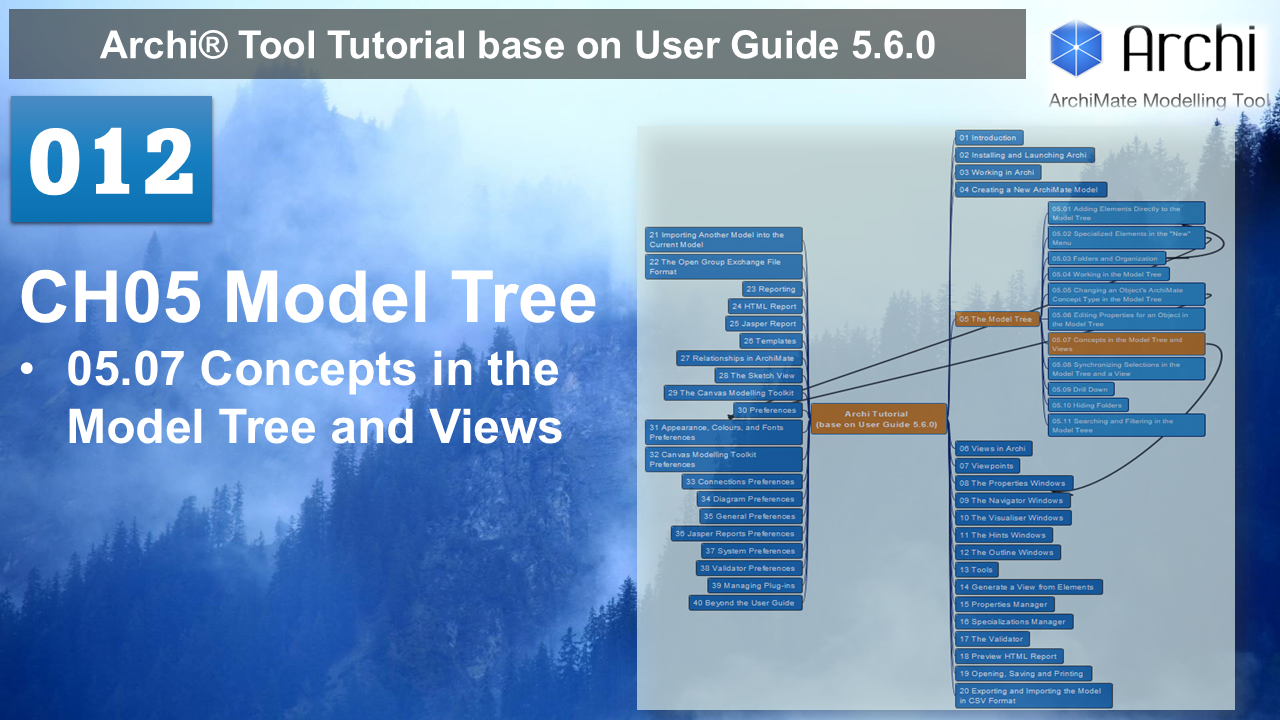 Archi® Tool Tutorial base on User Guide 5.6.0
Archi
ArchiMate Modelling Tool
012
CH05 Model Tree
• 05.07 Concepts in the
Model Tree and Views
01 Introduction
02 Installing and Launching Archi
03 Working in Archi
04 Creating a New ArchiMate Model
05 The Model Tree
05.01 Adding Elements Directly to the
Model Tree
05.02 Specialized Elements in the "New"
Menu
05.03 Folders and Organization
05.04 Working in the Model Tree
05.05 Changing an Object's ArchiMate
Concept Type in the Model Tree
05.06 Editing Properties for an Object in
the Model Tree
05.07 Concepts in the Model Tree and
Views
05.08 Synchronizing Selections in the
Model Tree and a View
05.09 Drill Down
05.10 Hiding Folders
05.11 Searching and Filtering in the
Model Teee
Archi Tutorial
(base on User Guide 5.6.0)
06 Views in Archi
07 Viewpoints
08 The Properties Windows
09 The Navigator Windows
10 The Visualiser Windows
11 The Hints Windows
12 The Outline Windows
13 Tools
14 Generate a View from Elements
15 Properties Manager
16 Specializations Manager
17 The Validator
18 Preview HTML Report
19 Opening, Saving and Printing
20 Exporting and Importing the Model
in CSV Format
21 Importing Another Model into the
Current Model
22 The Open Group Exchange File
Format
23 Reporting
24 HTML Report
25 Jasper Report
26 Templates
27 Relationships in ArchiMate
28 The Sketch View
29 The Canvas Modelling Toolkit
30 Preferences
31 Appearance, Colours, and Fonts
Preferences
32 Canvas Modelling Toolkit
Preferences
33 Connections Preferences
34 Diagram Preferences
35 General Preferences
36 Jasper Reports Preferences
37 System Preferences
38 Validator Preferences
39 Managing Plug-ins
40 Beyond the User Guide